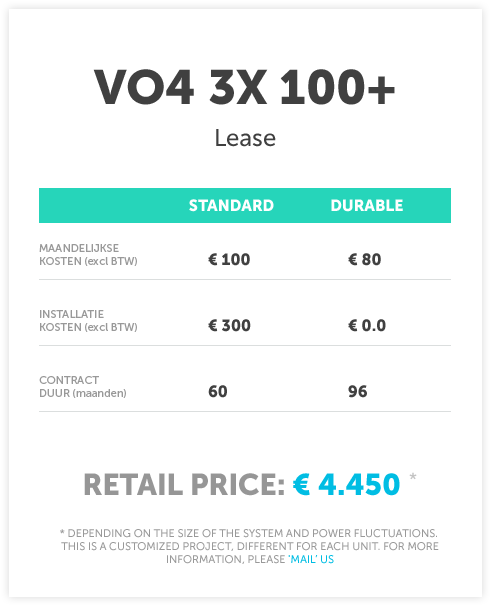 VO4 3X 100+
Lease
STANDARD DURABLE
MAANDELIJKSE
KOSTEN (excl BTW) € 100 € 80
INSTALLATIE
KOSTEN (excl BTW) € 300 € 0.0
CONTRACT
DUUR (maanden) 60 96
RETAIL PRICE: € 4.450 *
* DEPENDING ON THE SIZE OF THE SYSTEM AND POWER FLUCTUATIONS.
THIS IS A CUSTOMIZED PROJECT, DIFFERENT FOR EACH UNIT. FOR MORE
INFORMATION, PLEASE 'MAIL' US